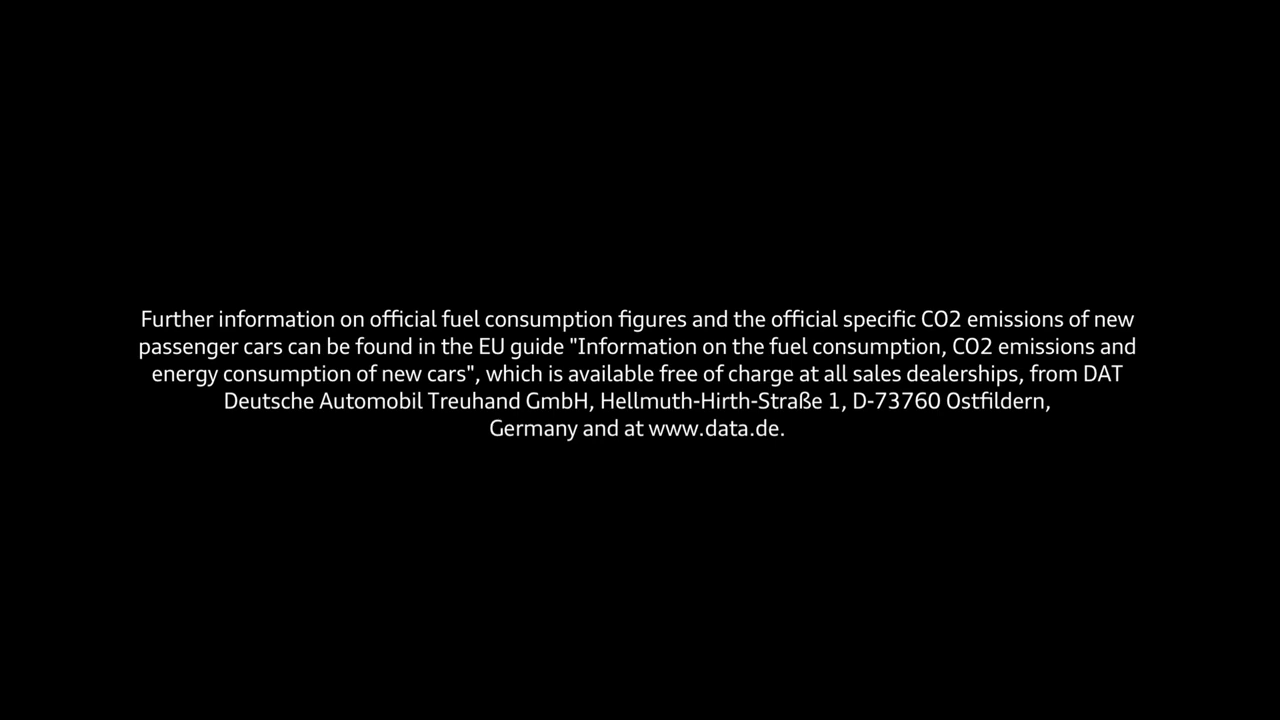 Further information on official fuel consumption figures and the official specific CO2 emissions of new
passenger cars can be found in the EU guide "Information on the fuel consumption, CO2 emissions and
energy consumption of new cars", which is available free of charge at all sales dealerships, from DAT
Deutsche Automobil Treuhand GmbH, Hellmuth-Hirth-Straße 1, D-73760 Ostfildern,
Germany and at www.data.de.